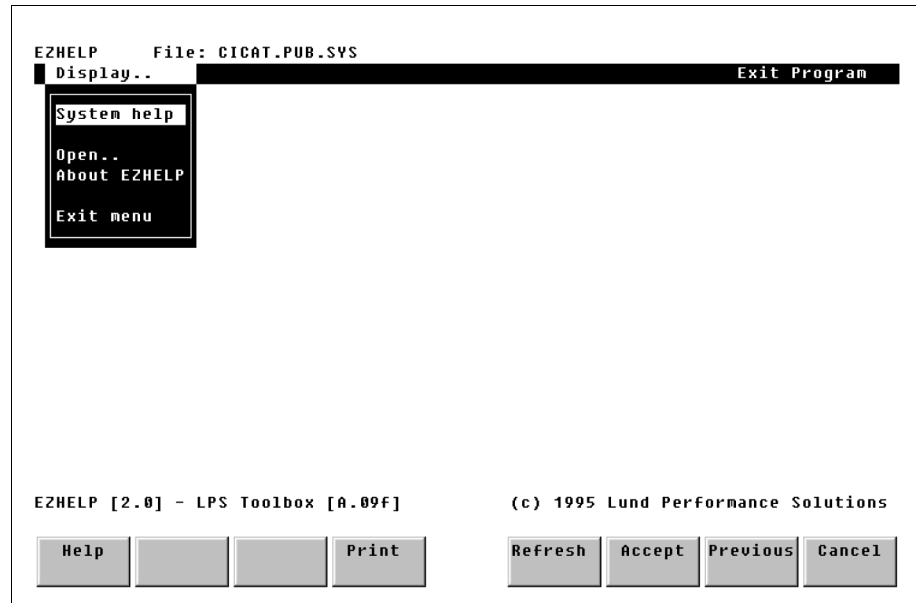 EZHELP File: CICAT.PUB.SYS
Display.. Exit Program
System help
Open..
About EZHELP
Exit menu
EZHELP [2.0] - LPS Toolbox [A.09f] (c) 1995 Lund Performance Solutions
Help Print Refresh Accept Previous Cancel